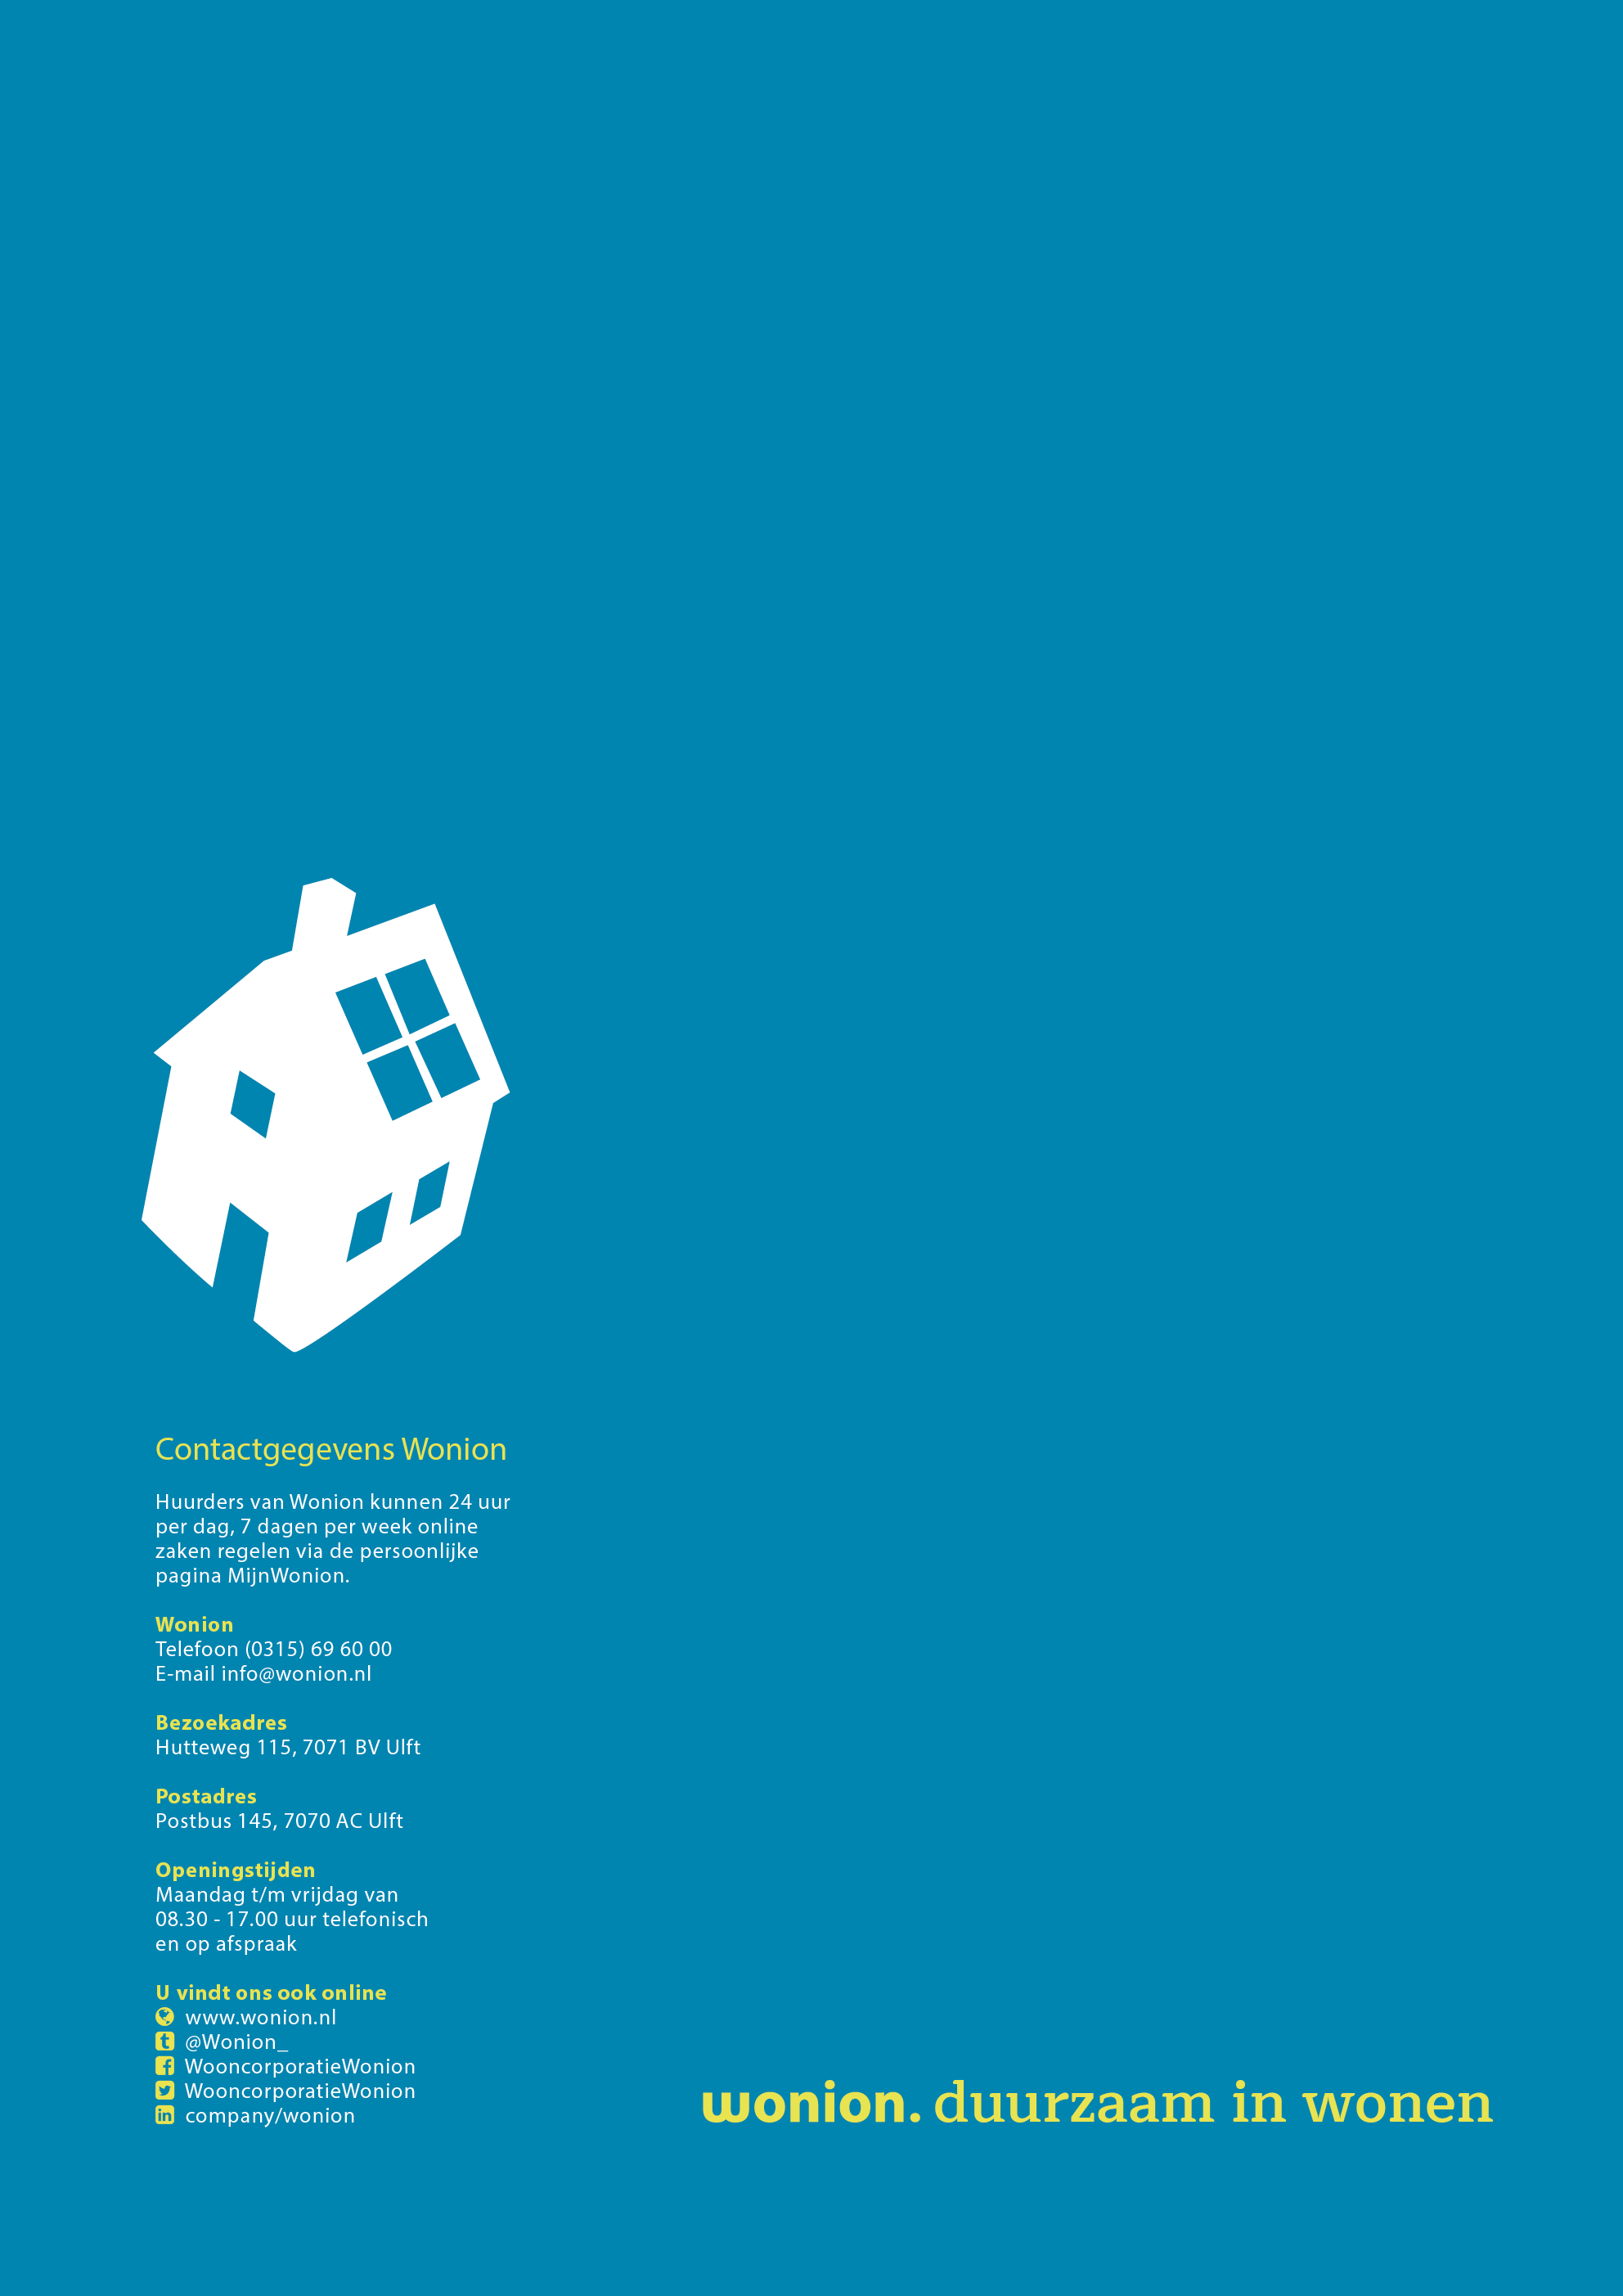 Contactgegevens Wonion
Huurders van Wonion kunnen 24 uur
per dag, 7 dagen per week online
zaken regelen via de persoonlijke
pagina MijnWonion.
Wonion
Telefoon (0315) 69 60 00
E-mail info@wonion.nl
Bezoekadres
Hutteweg 115, 7071 BV Ulft
Postadres
Postbus 145, 7070 AC Ulft
Openingstijden
Maandag t/m vrijdag van
08.30 - 17.00 uur telefonisch
en op afspraak
U vindt ons ook online
www.wonion.nl
@Wonion_
WooncorporatieWonion
WooncorporatieWonion
company/wonion
wonion. duurzaam in wonen